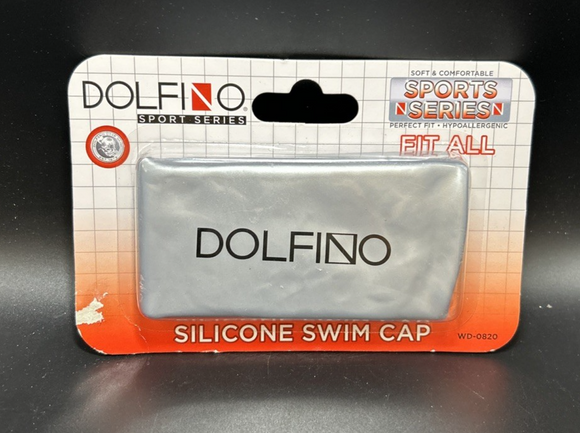 DOLFINO
SPORT SERIES
SOFT & COMFORTABLE
SPORTS
SERIES
PERFECT FIT • HYPOALLERGENIC
FIT ALL
DOLFINO
SILICONE SWIM CAP
WD-0820